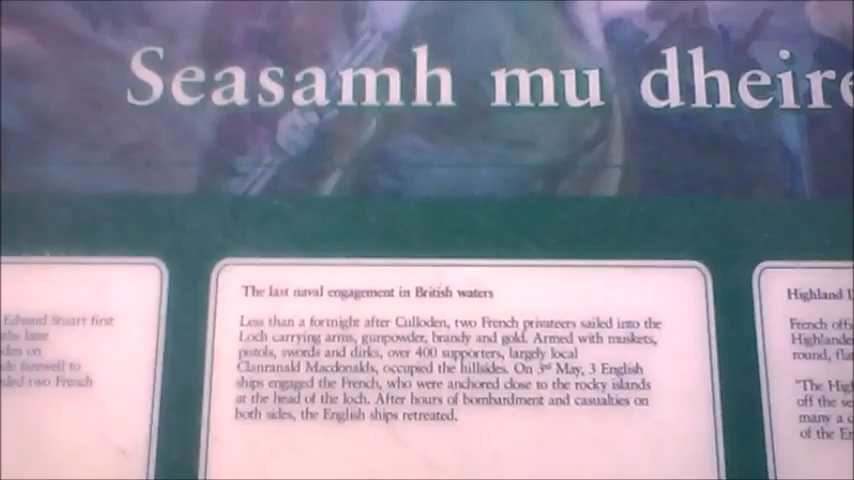 Seasamh mu dheire
Edward Stuart first
farewell to
two French
The last naval engagement in British waters
Less than a fortnight after Culloden, two French privateers sailed into the
Loch carrying arms, gunpowder, brandy and gold. Armed with muskets,
pistols, swords and dirks, over 400 supporters, largely local
Clanranald Macdonalds, occupied the hillsides. On 3rd May, 3 English
ships engaged the French, who were anchored close to the rocky islands
at the head of the loch. After hours of bombardment and casualties on
both sides, the English ships retreated.
Highland
French offi
Highlande
round, fla
"The High
off the se
many a
of the En